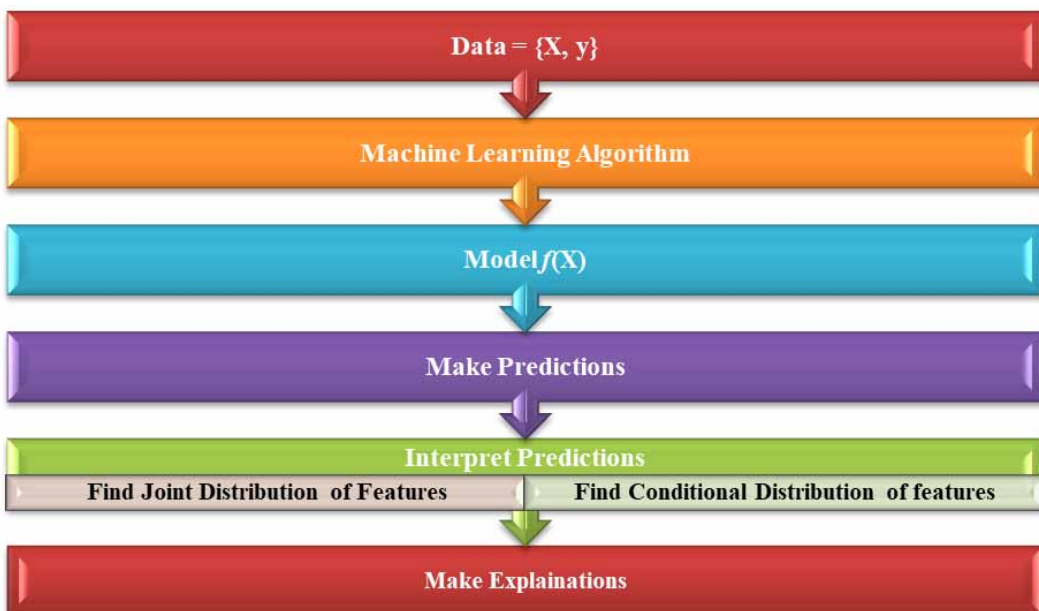 Data = {X, y}
Machine Learning Algorithm
Model f(X)
Make Predictions
Interpret Predictions
Find Joint Distribution of Features
Find Conditional Distribution of features
Make Explainations